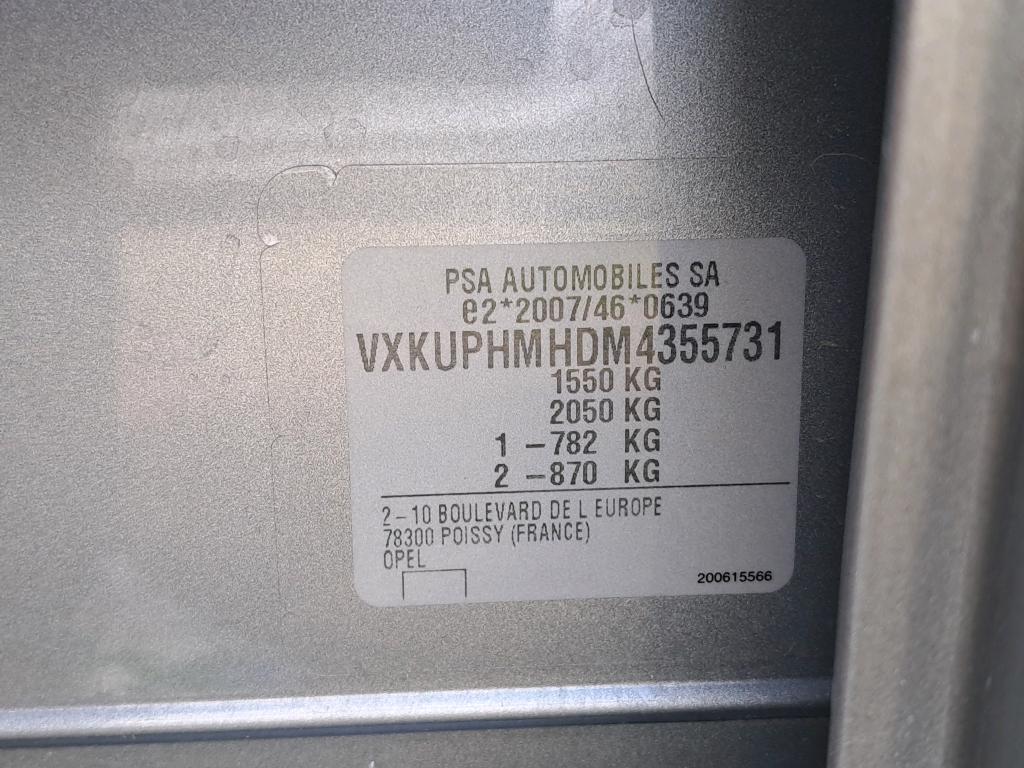 PSA AUTOMOBILES SA
e2*2007/46*0639
VXKUPHMHDM4355731
1550 KG
2050 KG
1 -782 KG
2 -870 KG
2-10 BOULEVARD DE L EUROPE
78300 POISSY (FRANCE)
OPEL
200615566